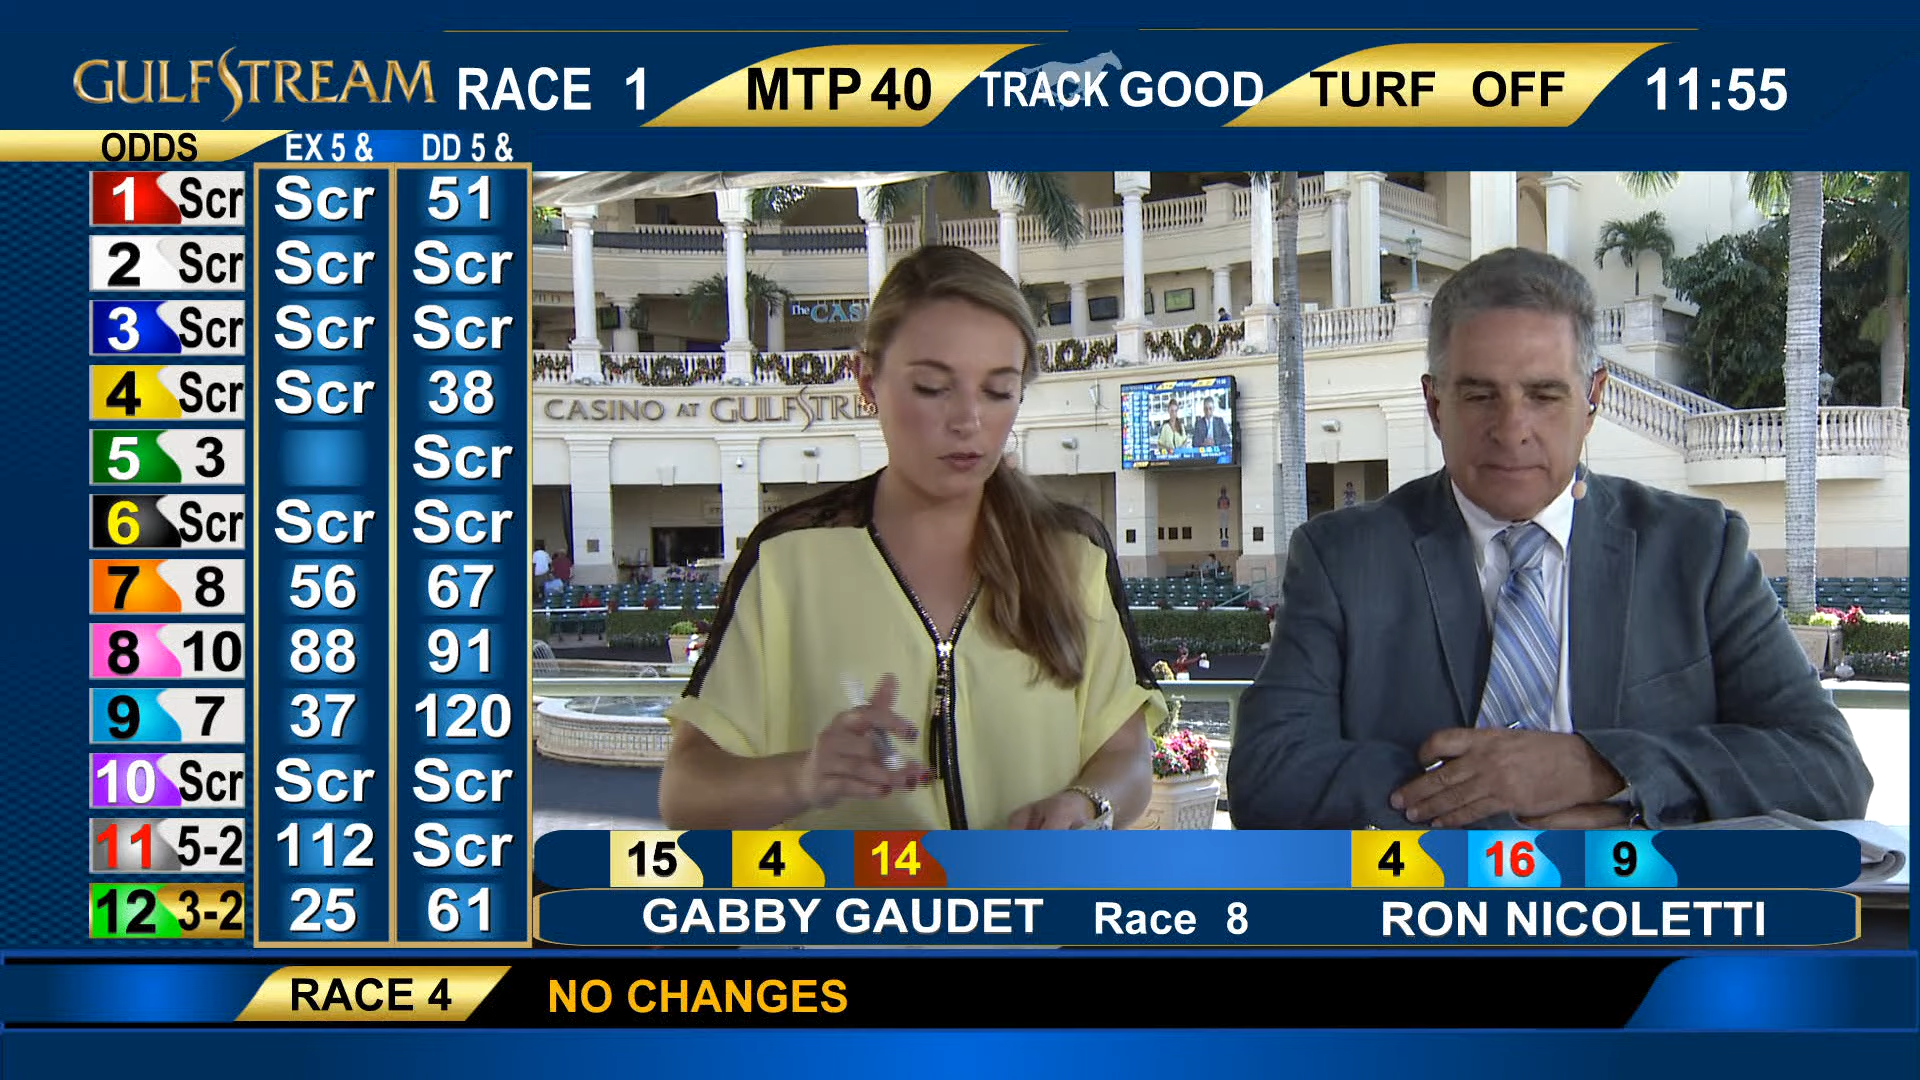 GULFSTREAM RACE 1 MTP 40 TRACK GOOD TURF OFF 11:55
ODDS EX 5 & DD 5 &
1 Scr Scr 51
2 Scr Scr Scr
3 Scr Scr Scr
4 Scr Scr 38
5 3 Scr
6 Scr Scr Scr
7 8 56 67
8 10 88 91
9 7 37 120
10 Scr Scr Scr
11 5-2 112 Scr
12 3-2 25 61
The CAS
CASINO AT GULFSTRE
15 4 14 4 16 9
GABBY GAUDET Race 8 RON NICOLETTI
RACE 4 NO CHANGES